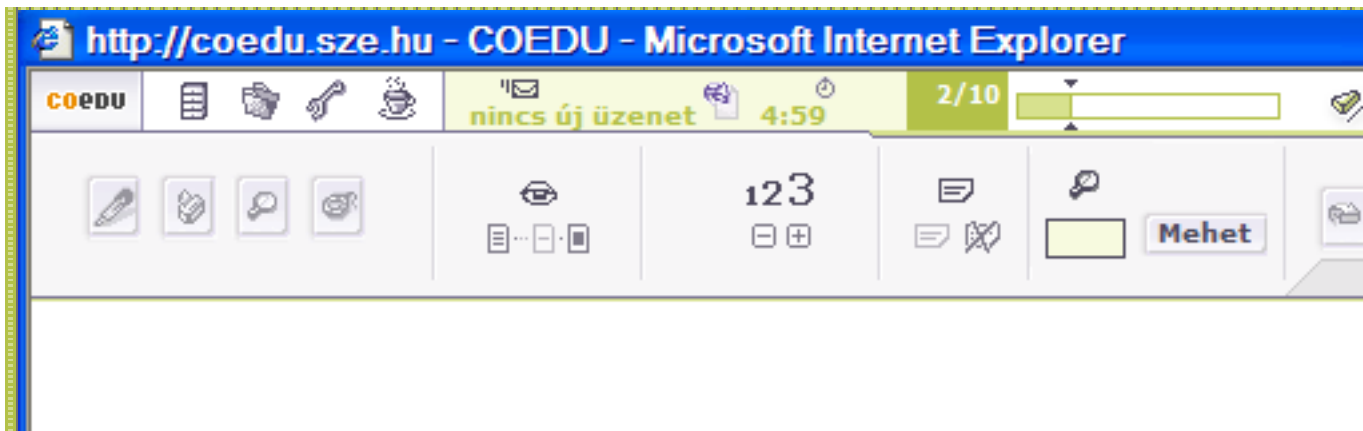 http://coedu.sze.hu - COEDU - Microsoft Internet Explorer
COEDU nincs új üzenet 4:59 2/10
123
Mehet